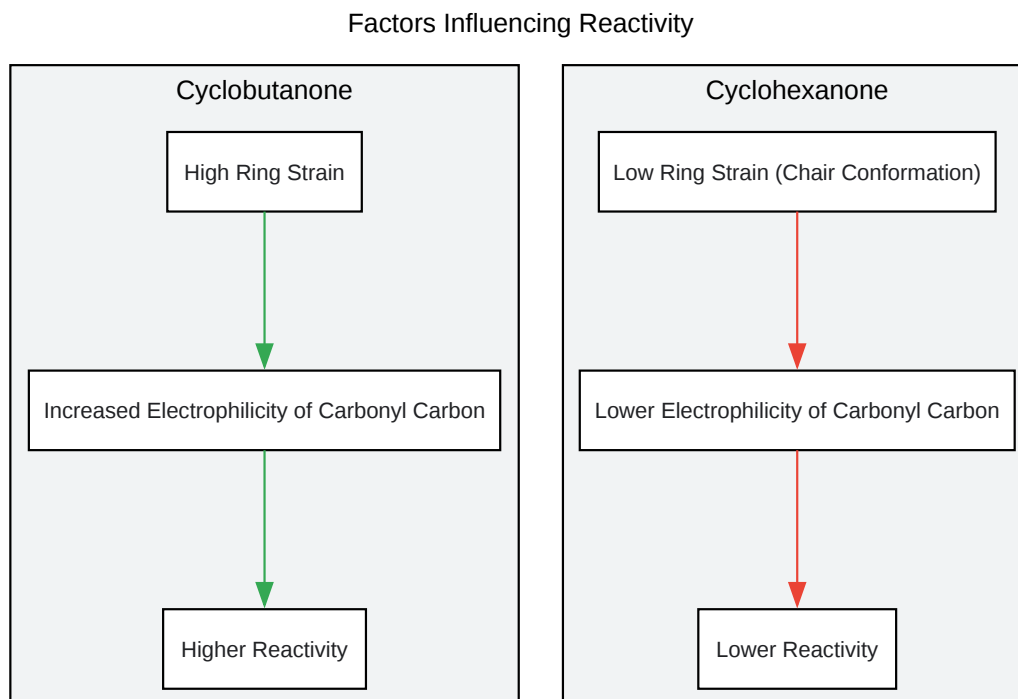 Factors Influencing Reactivity
Cyclobutanone
High Ring Strain
Increased Electrophilicity of Carbonyl Carbon
Higher Reactivity
Cyclohexanone
Low Ring Strain (Chair Conformation)
Lower Electrophilicity of Carbonyl Carbon
Lower Reactivity